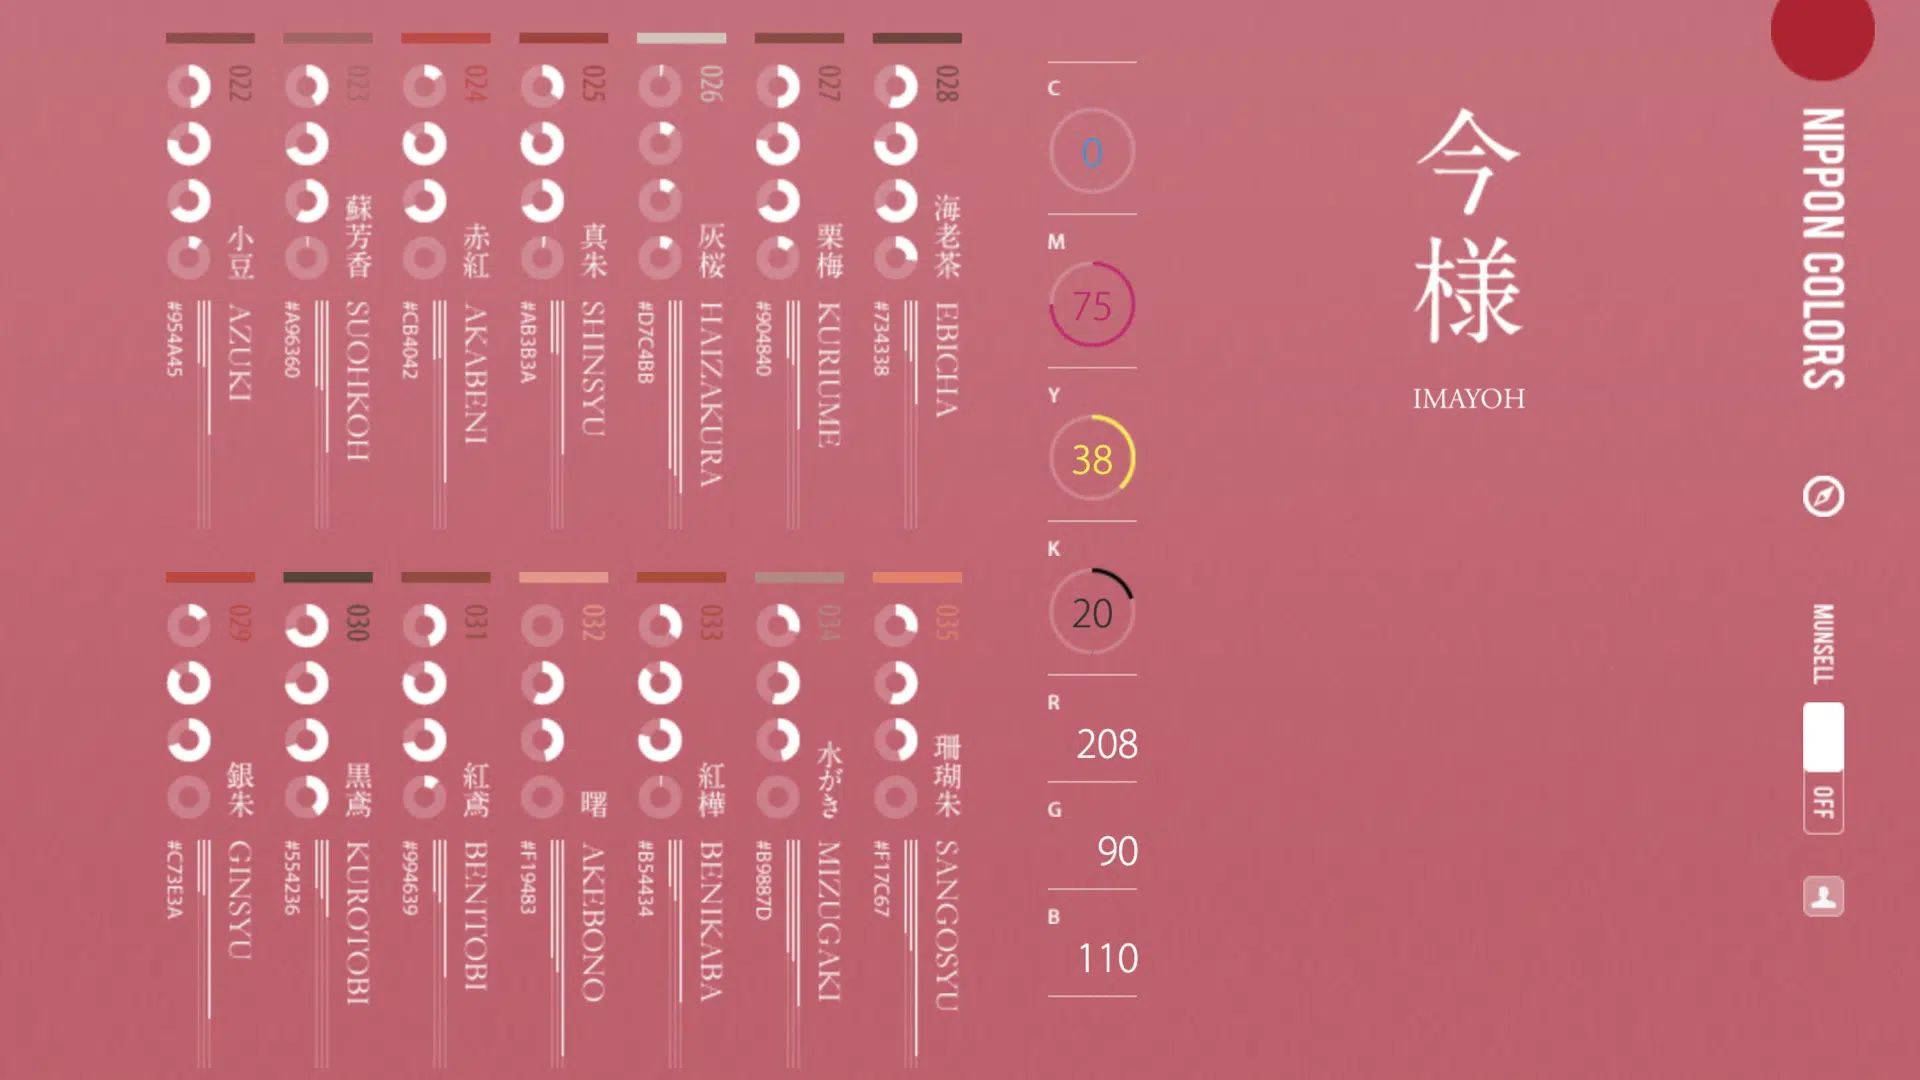 022
小豆
AZUKI
#954A45
023
蘇芳香
SUOHKOH
#A96360
024
赤紅
AKABENI
#CB4042
025
真朱
SHINSYU
#AB3B3A
026
灰桜
HAIZAKURA
#D7C4BB
027
栗梅
KURIUME
#904840
028
海老茶
EBICHA
#734338
029
銀朱
GINSYU
#C73E3A
030
黒鳶
KUROTOBI
#554236
031
紅鳶
BENITOBI
#994639
032
曙
AKEBONO
#F19483
033
紅樺
BENIKABA
#B54434
034
水がき
MIZUGAKI
#B9887D
035
珊瑚朱
SANGOSYU
#F17C67
C
0
M
75
Y
38
K
20
R
208
G
90
B
110
今様
IMAYOH
NIPPON COLORS
MUNSELL
OFF